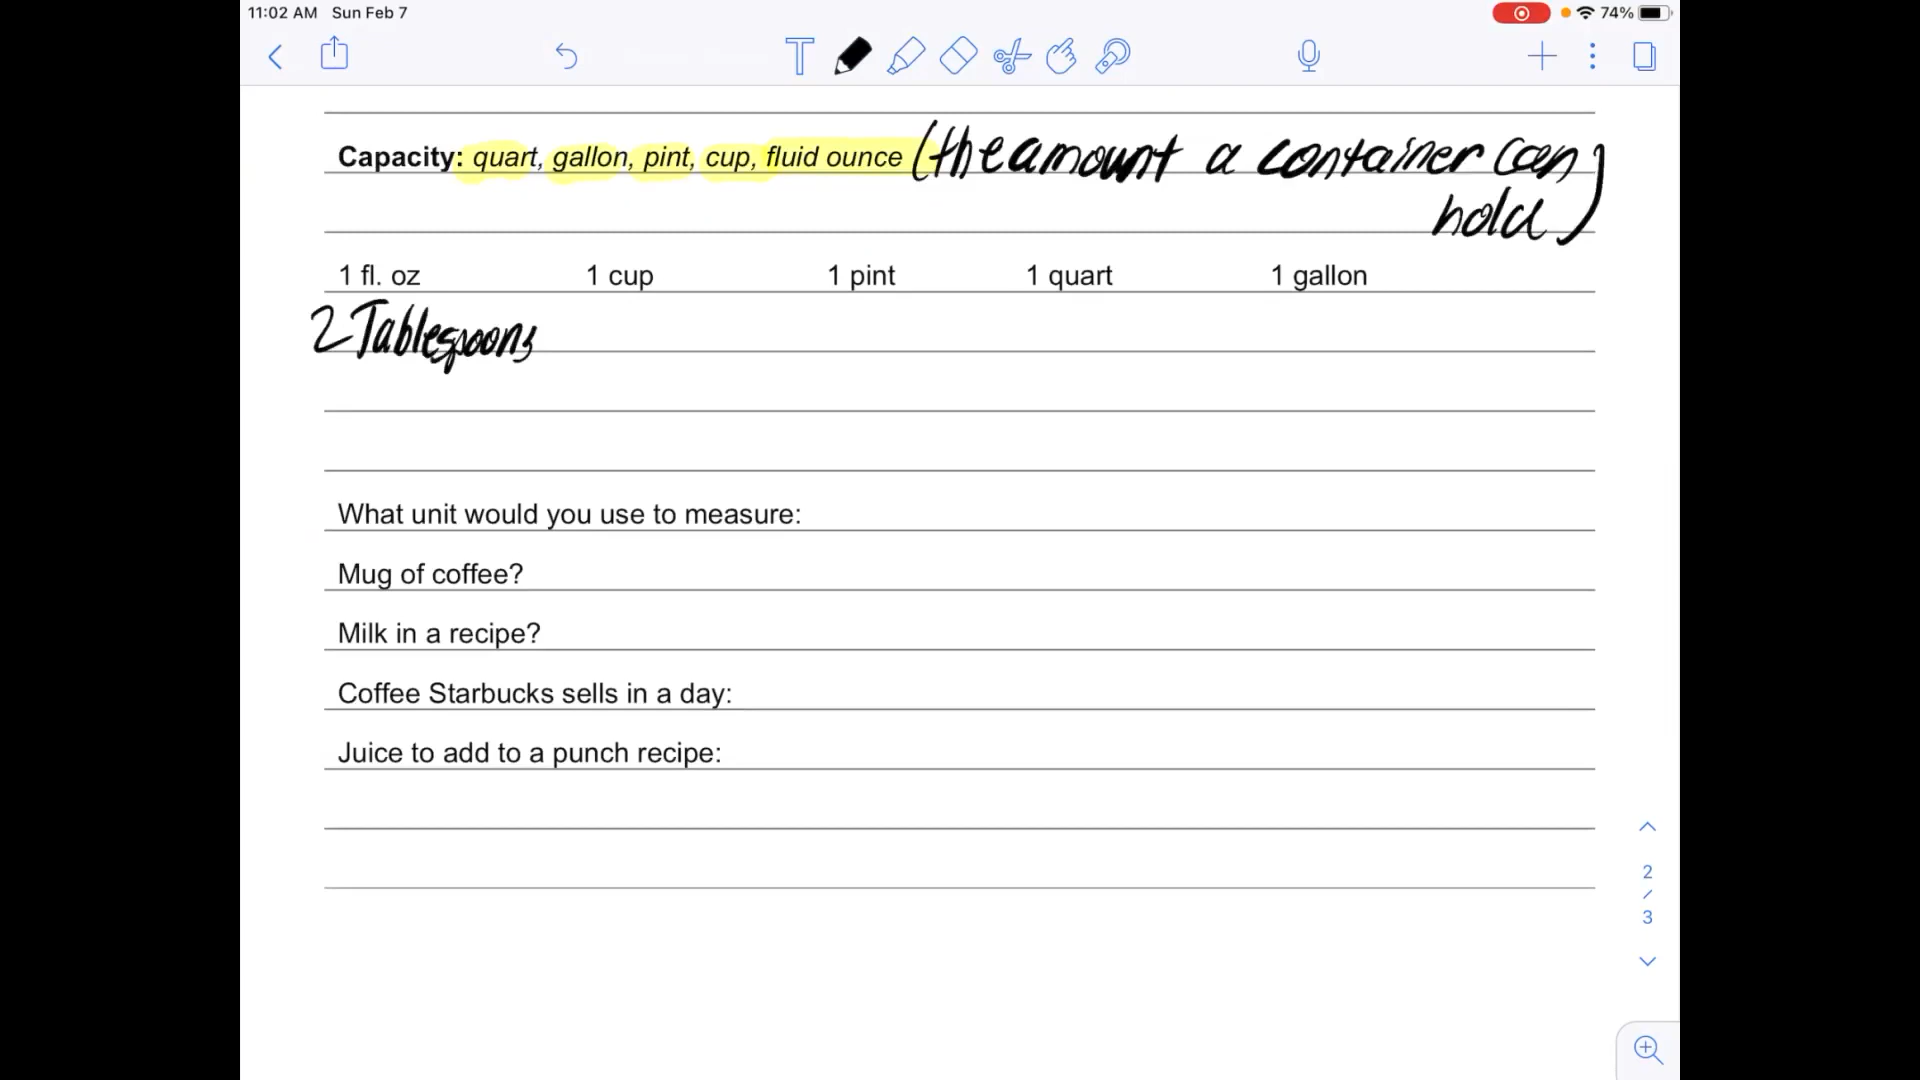 11:02 AM Sun Feb 7 74%
T
Capacity: quart, gallon, pint, cup, fluid ounce (the amount a container can
hold)
1 fl. oz 1 cup 1 pint 1 quart 1 gallon
2 Tablespoons
What unit would you use to measure:
Mug of coffee?
Milk in a recipe?
Coffee Starbucks sells in a day:
Juice to add to a punch recipe:
2
/
3